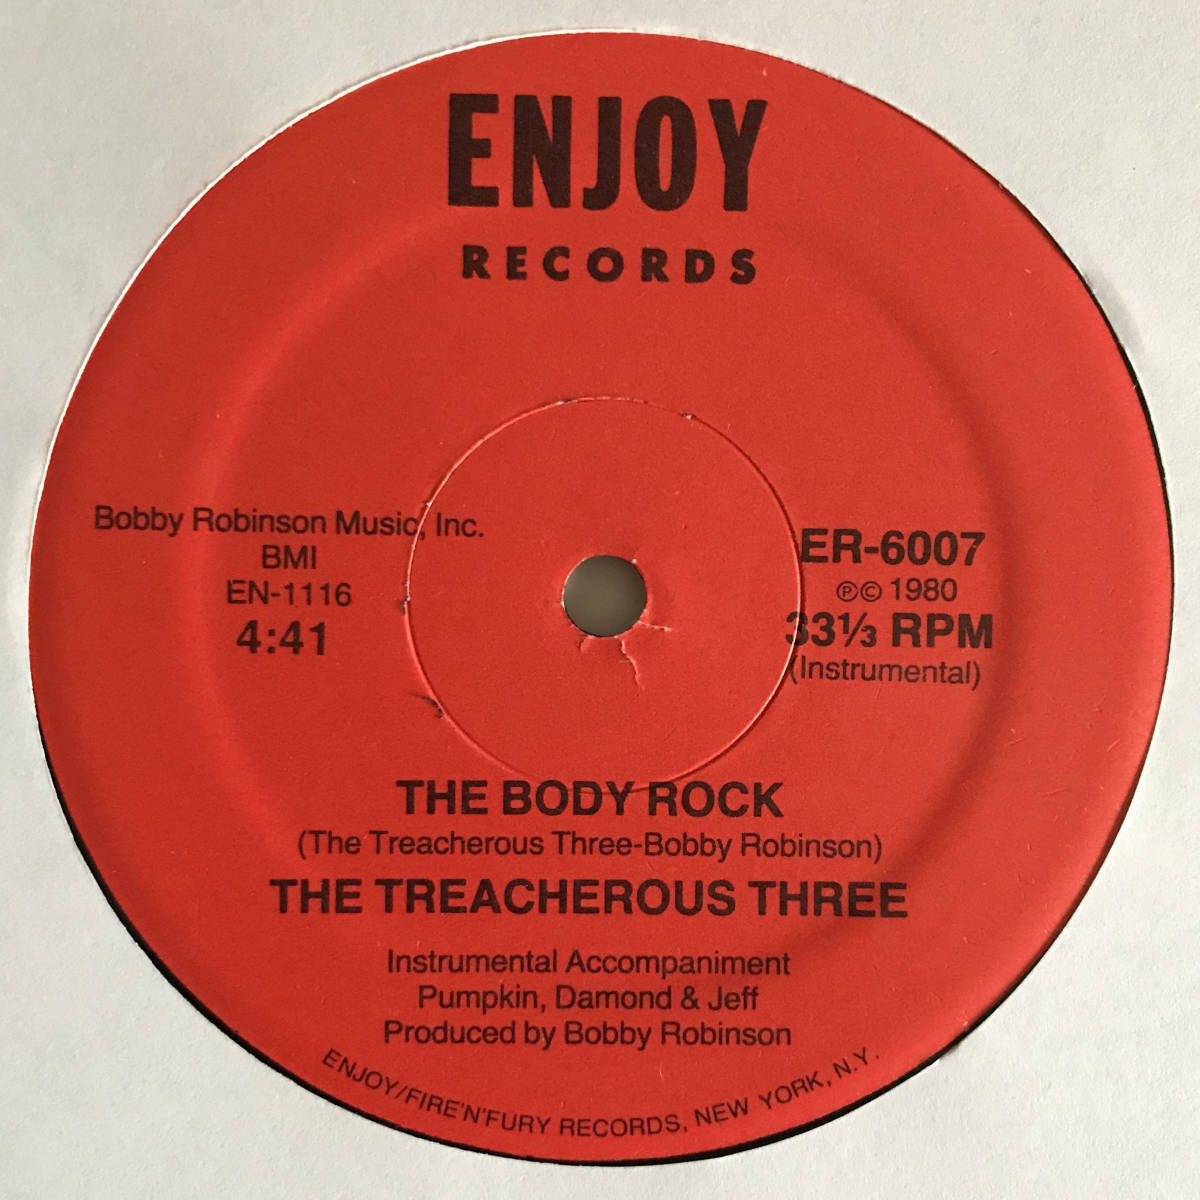 ENJOY
RECORDS
Bobby Robinson Music, Inc.
BMI
EN-1116
4:41
ER-6007
℗© 1980
33⅓ RPM
(Instrumental)
THE BODY ROCK
(The Treacherous Three-Bobby Robinson)
THE TREACHEROUS THREE
Instrumental Accompaniment
Pumpkin, Damond & Jeff
Produced by Bobby Robinson
ENJOY/FIRE'N'FURY RECORDS, NEW YORK, N.Y.